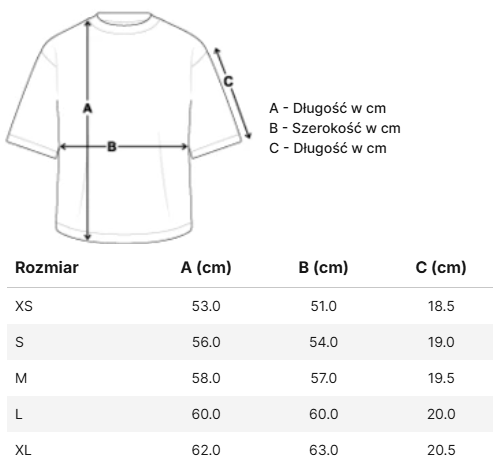 A
C
B
A - Długość w cm
B - Szerokość w cm
C - Długość w cm
Rozmiar A (cm) B (cm) C (cm)
XS 53.0 51.0 18.5
S 56.0 54.0 19.0
M 58.0 57.0 19.5
L 60.0 60.0 20.0
XL 62.0 63.0 20.5